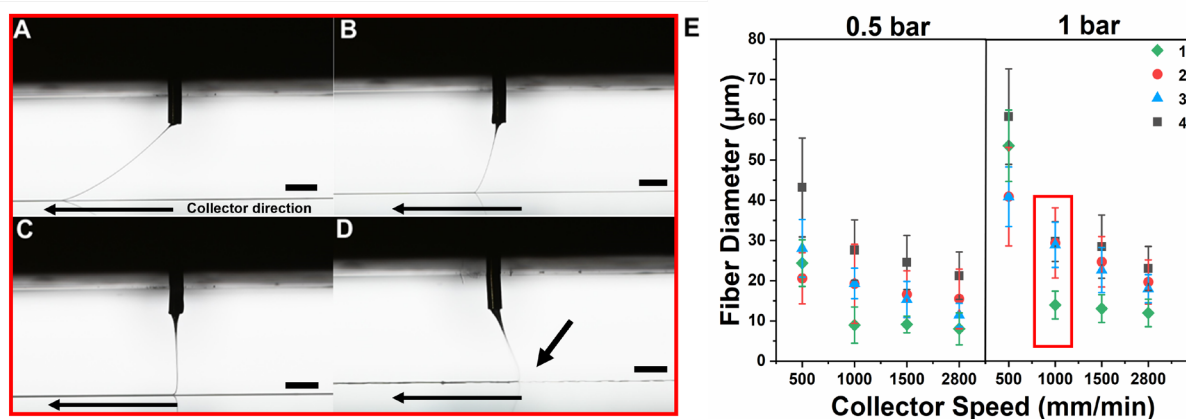 A
B
Collector direction
C
D
E
0.5 bar
1 bar
Fiber Diameter (µm)
80
70
60
50
40
30
20
10
0
1
2
3
4
500
1000
1500
2800
500
1000
1500
2800
Collector Speed (mm/min)